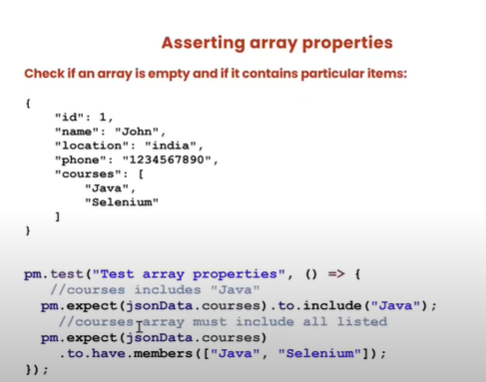 Asserting array properties
Check if an array is empty and if it contains particular items:
{
"id": 1,
"name": "John",
"location": "india",
"phone": "1234567890",
"courses": [
"Java",
"Selenium"
]
}
pm.test("Test array properties", () => {
//courses includes "Java"
pm.expect(jsonData.courses).to.include("Java");
//courses array must include all listed
pm.expect(jsonData.courses)
.to.have.members(["Java", "Selenium"]);
});